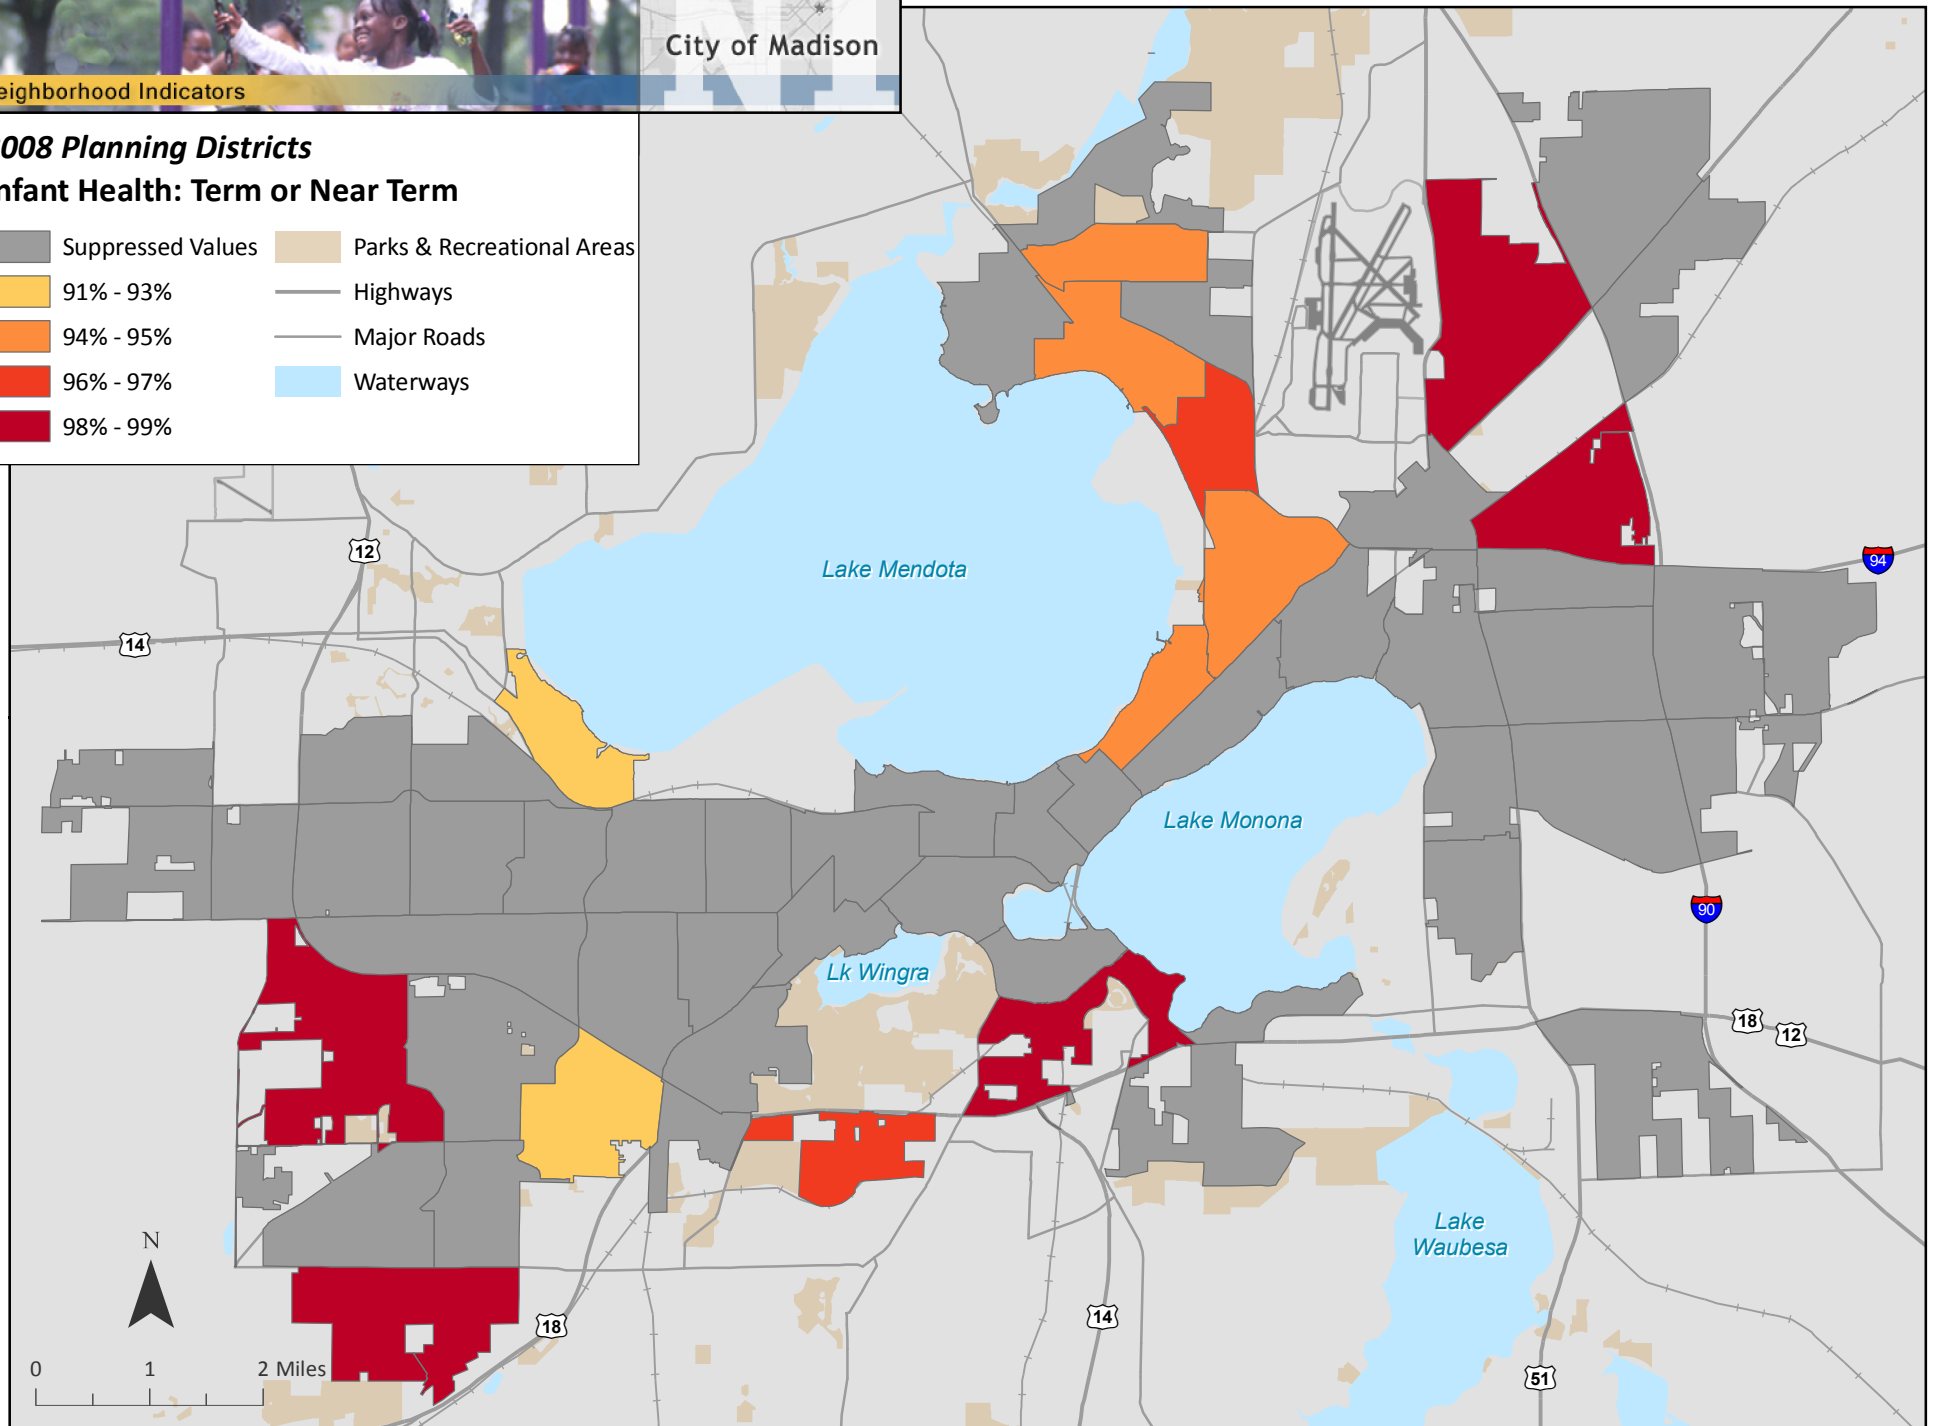 City of Madison
eighborhood Indicators
008 Planning Districts
nfant Health: Term or Near Term
Suppressed Values
Parks & Recreational Areas
91% - 93%
Highways
94% - 95%
Major Roads
96% - 97%
Waterways
98% - 99%
12
Lake Mendota
94
14
Lake Monona
90
Lk Wingra
18
12
Lake
Waubesa
N
18
14
0 1 2 Miles
51